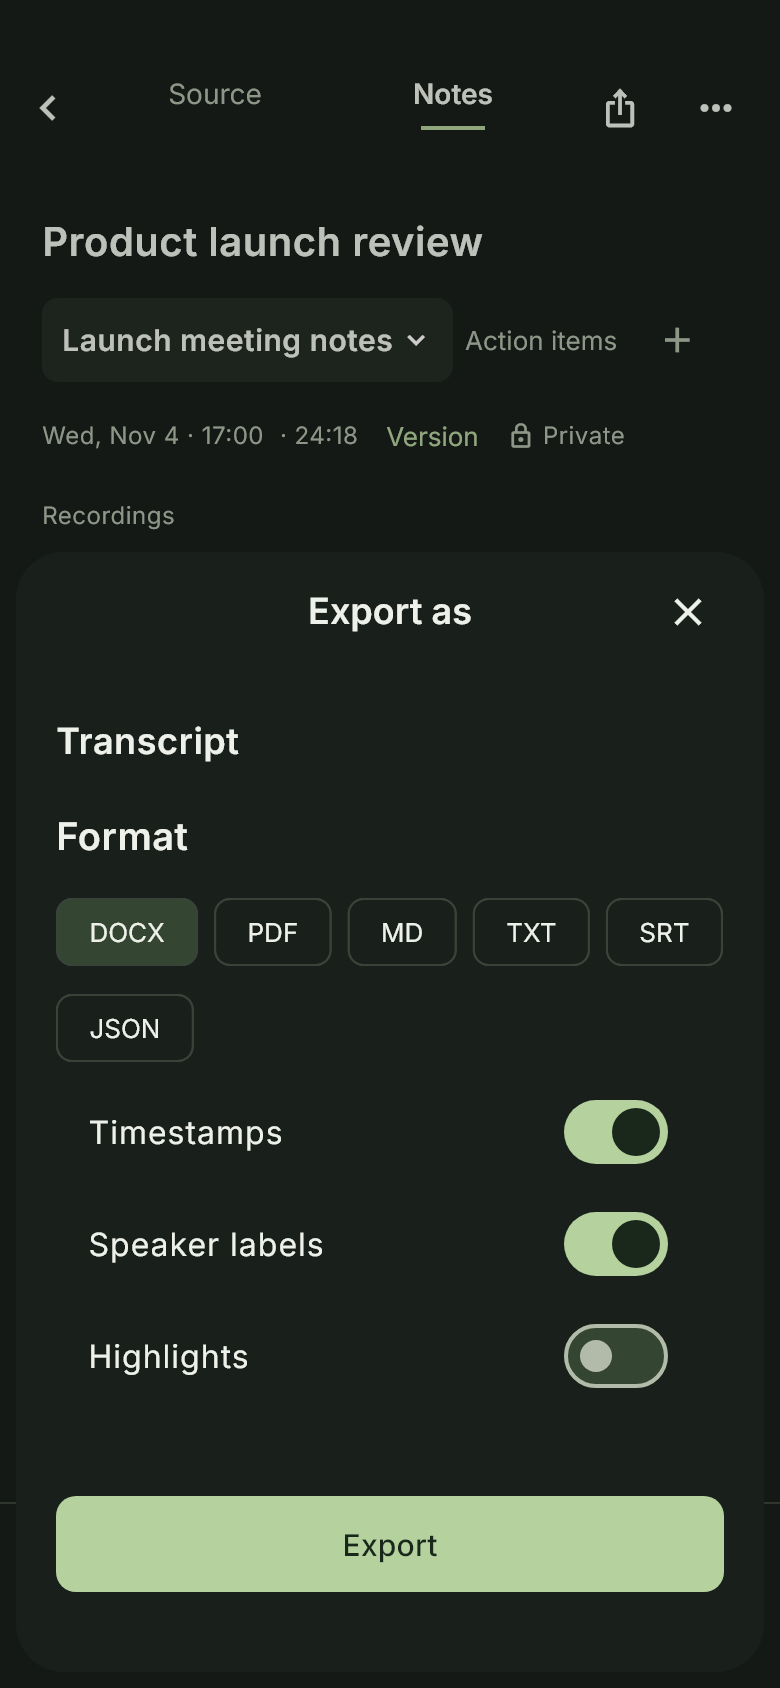 Source Notes
Product launch review
Launch meeting notes Action items
Wed, Nov 4 · 17:00 · 24:18 Version Private
Recordings
Export as
Transcript
Format
DOCX PDF MD TXT SRT
JSON
Timestamps
Speaker labels
Highlights
Export